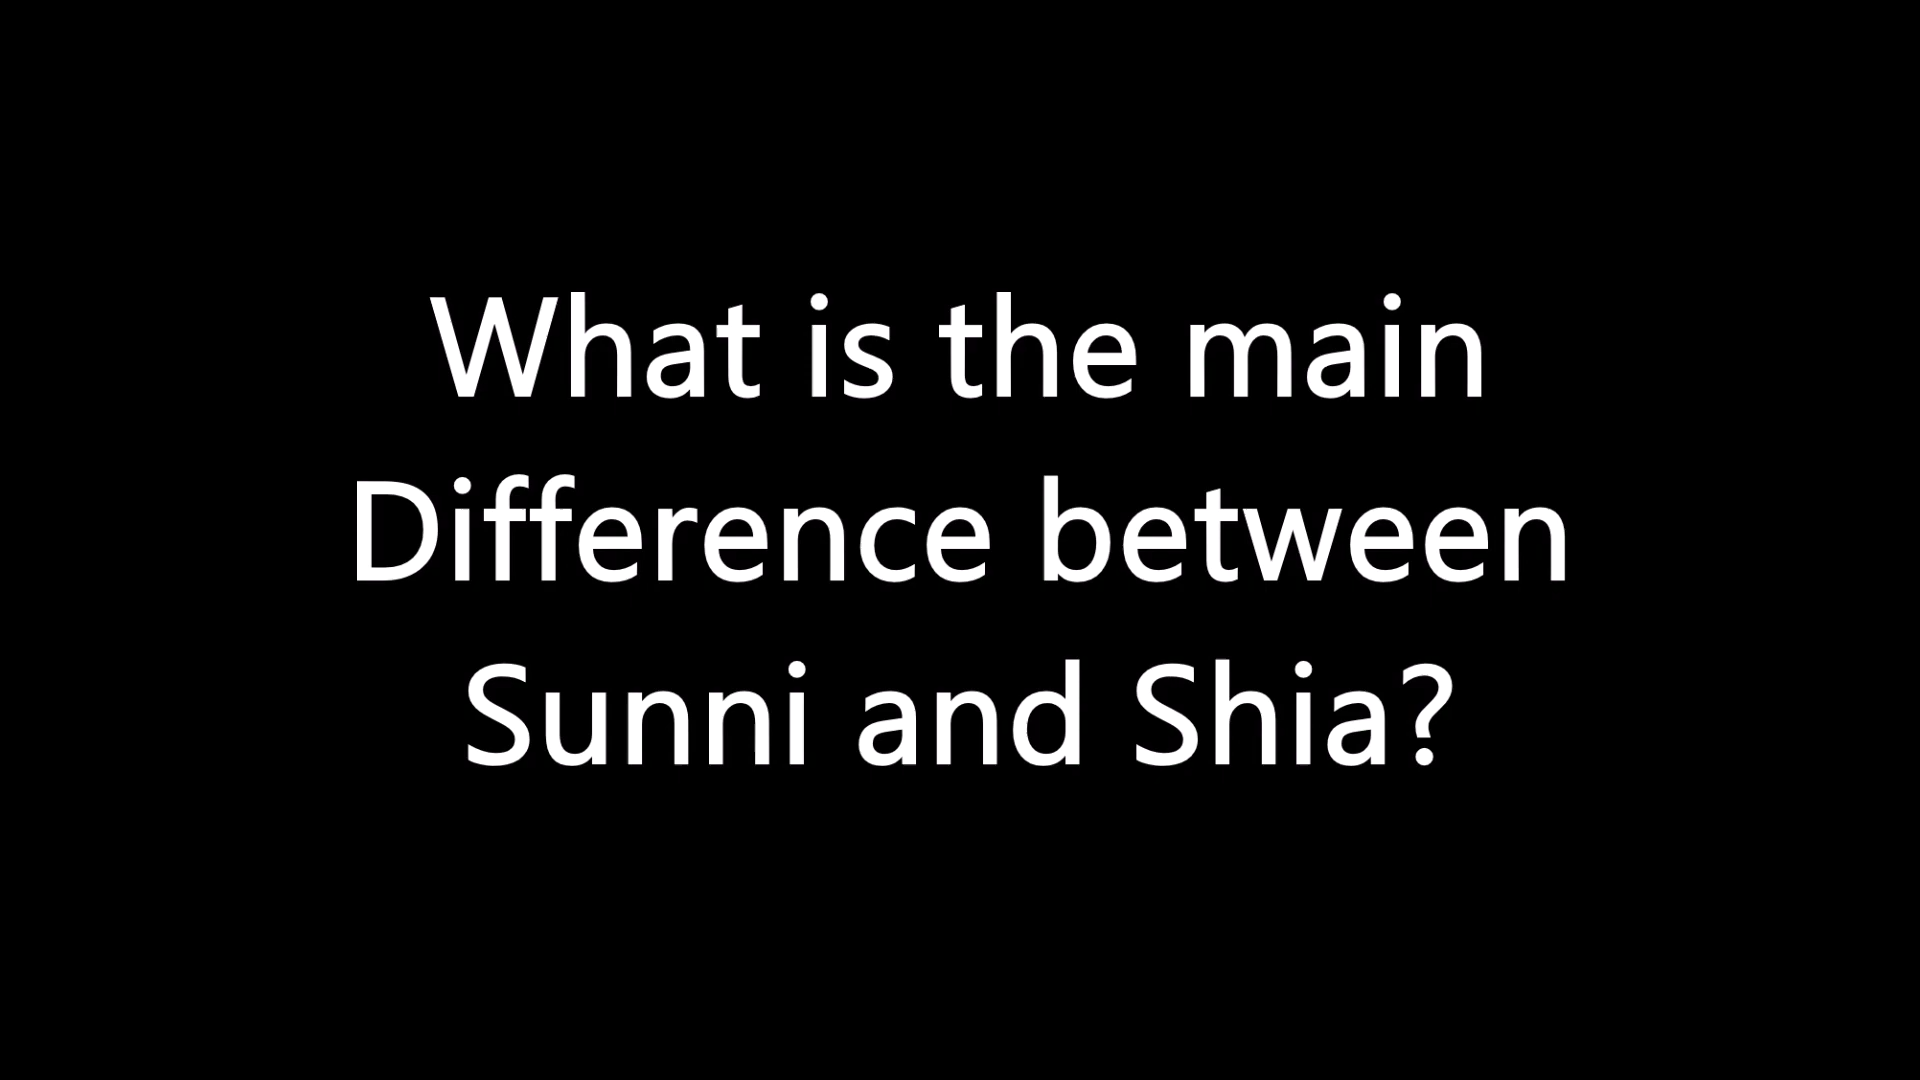 What is the main
Difference between
Sunni and Shia?